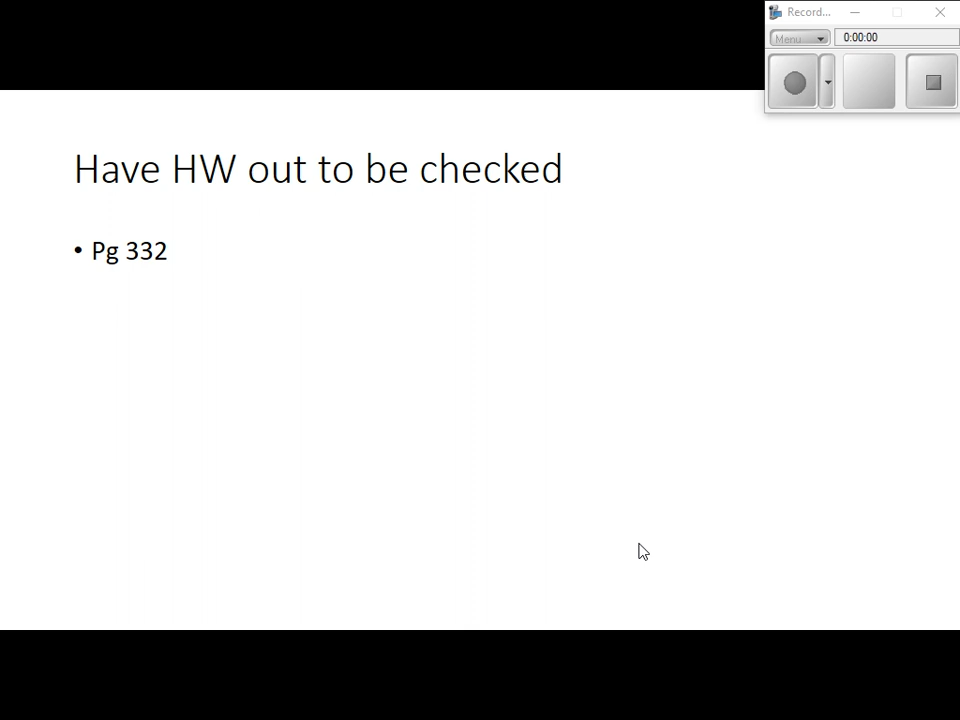 Record...
Menu
0:00:00
Have HW out to be checked
• Pg 332